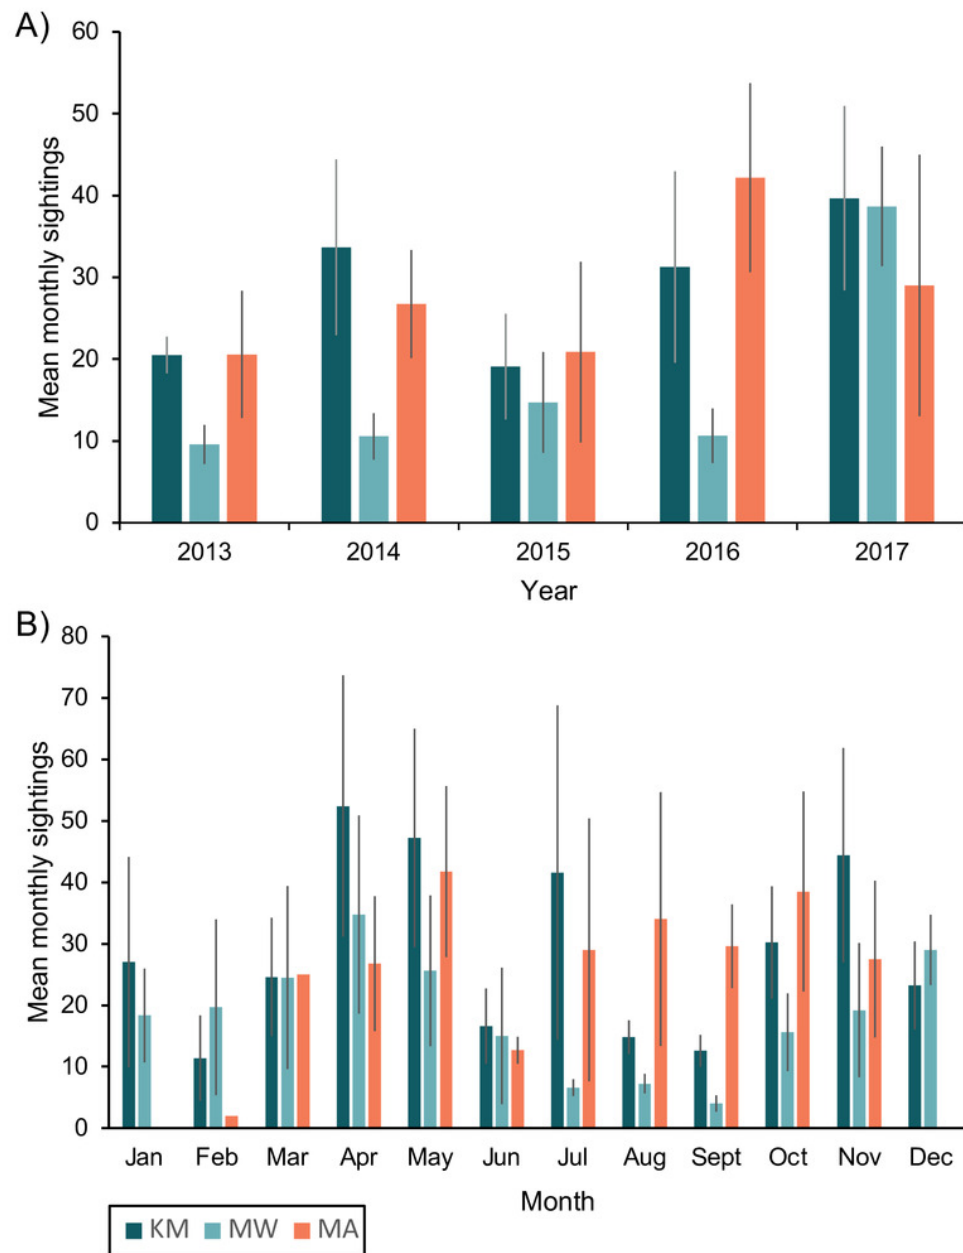 A)
Mean monthly sightings
60
50
40
30
20
10
0
2013 2014 2015 2016 2017
Year
B)
Mean monthly sightings
80
70
60
50
40
30
20
10
0
Jan Feb Mar Apr May Jun Jul Aug Sept Oct Nov Dec
Month
KM MW MA